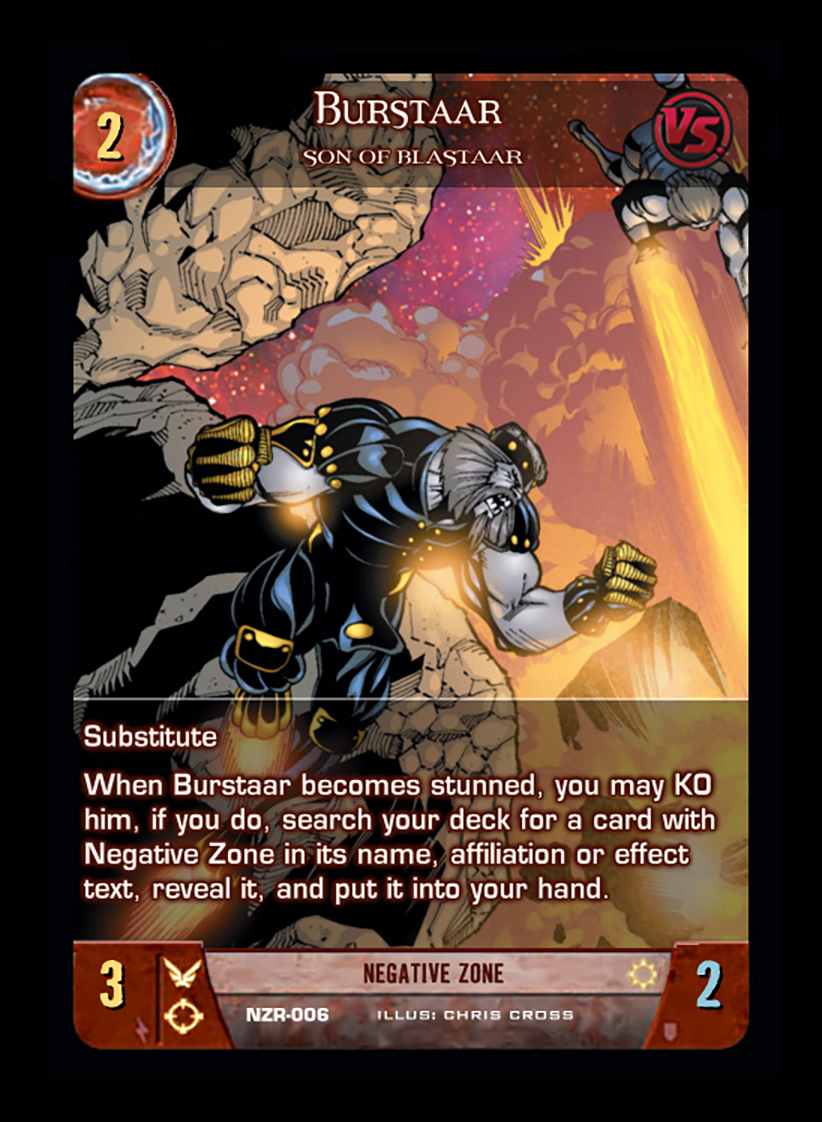 2
Burstaar
VS.
Son of Blastaar
Substitute
When Burstaar becomes stunned, you may KO
him, if you do, search your deck for a card with
Negative Zone in its name, affiliation or effect
text, reveal it, and put it into your hand.
3
NEGATIVE ZONE
2
NZR-006 ILLUS: CHRIS CROSS